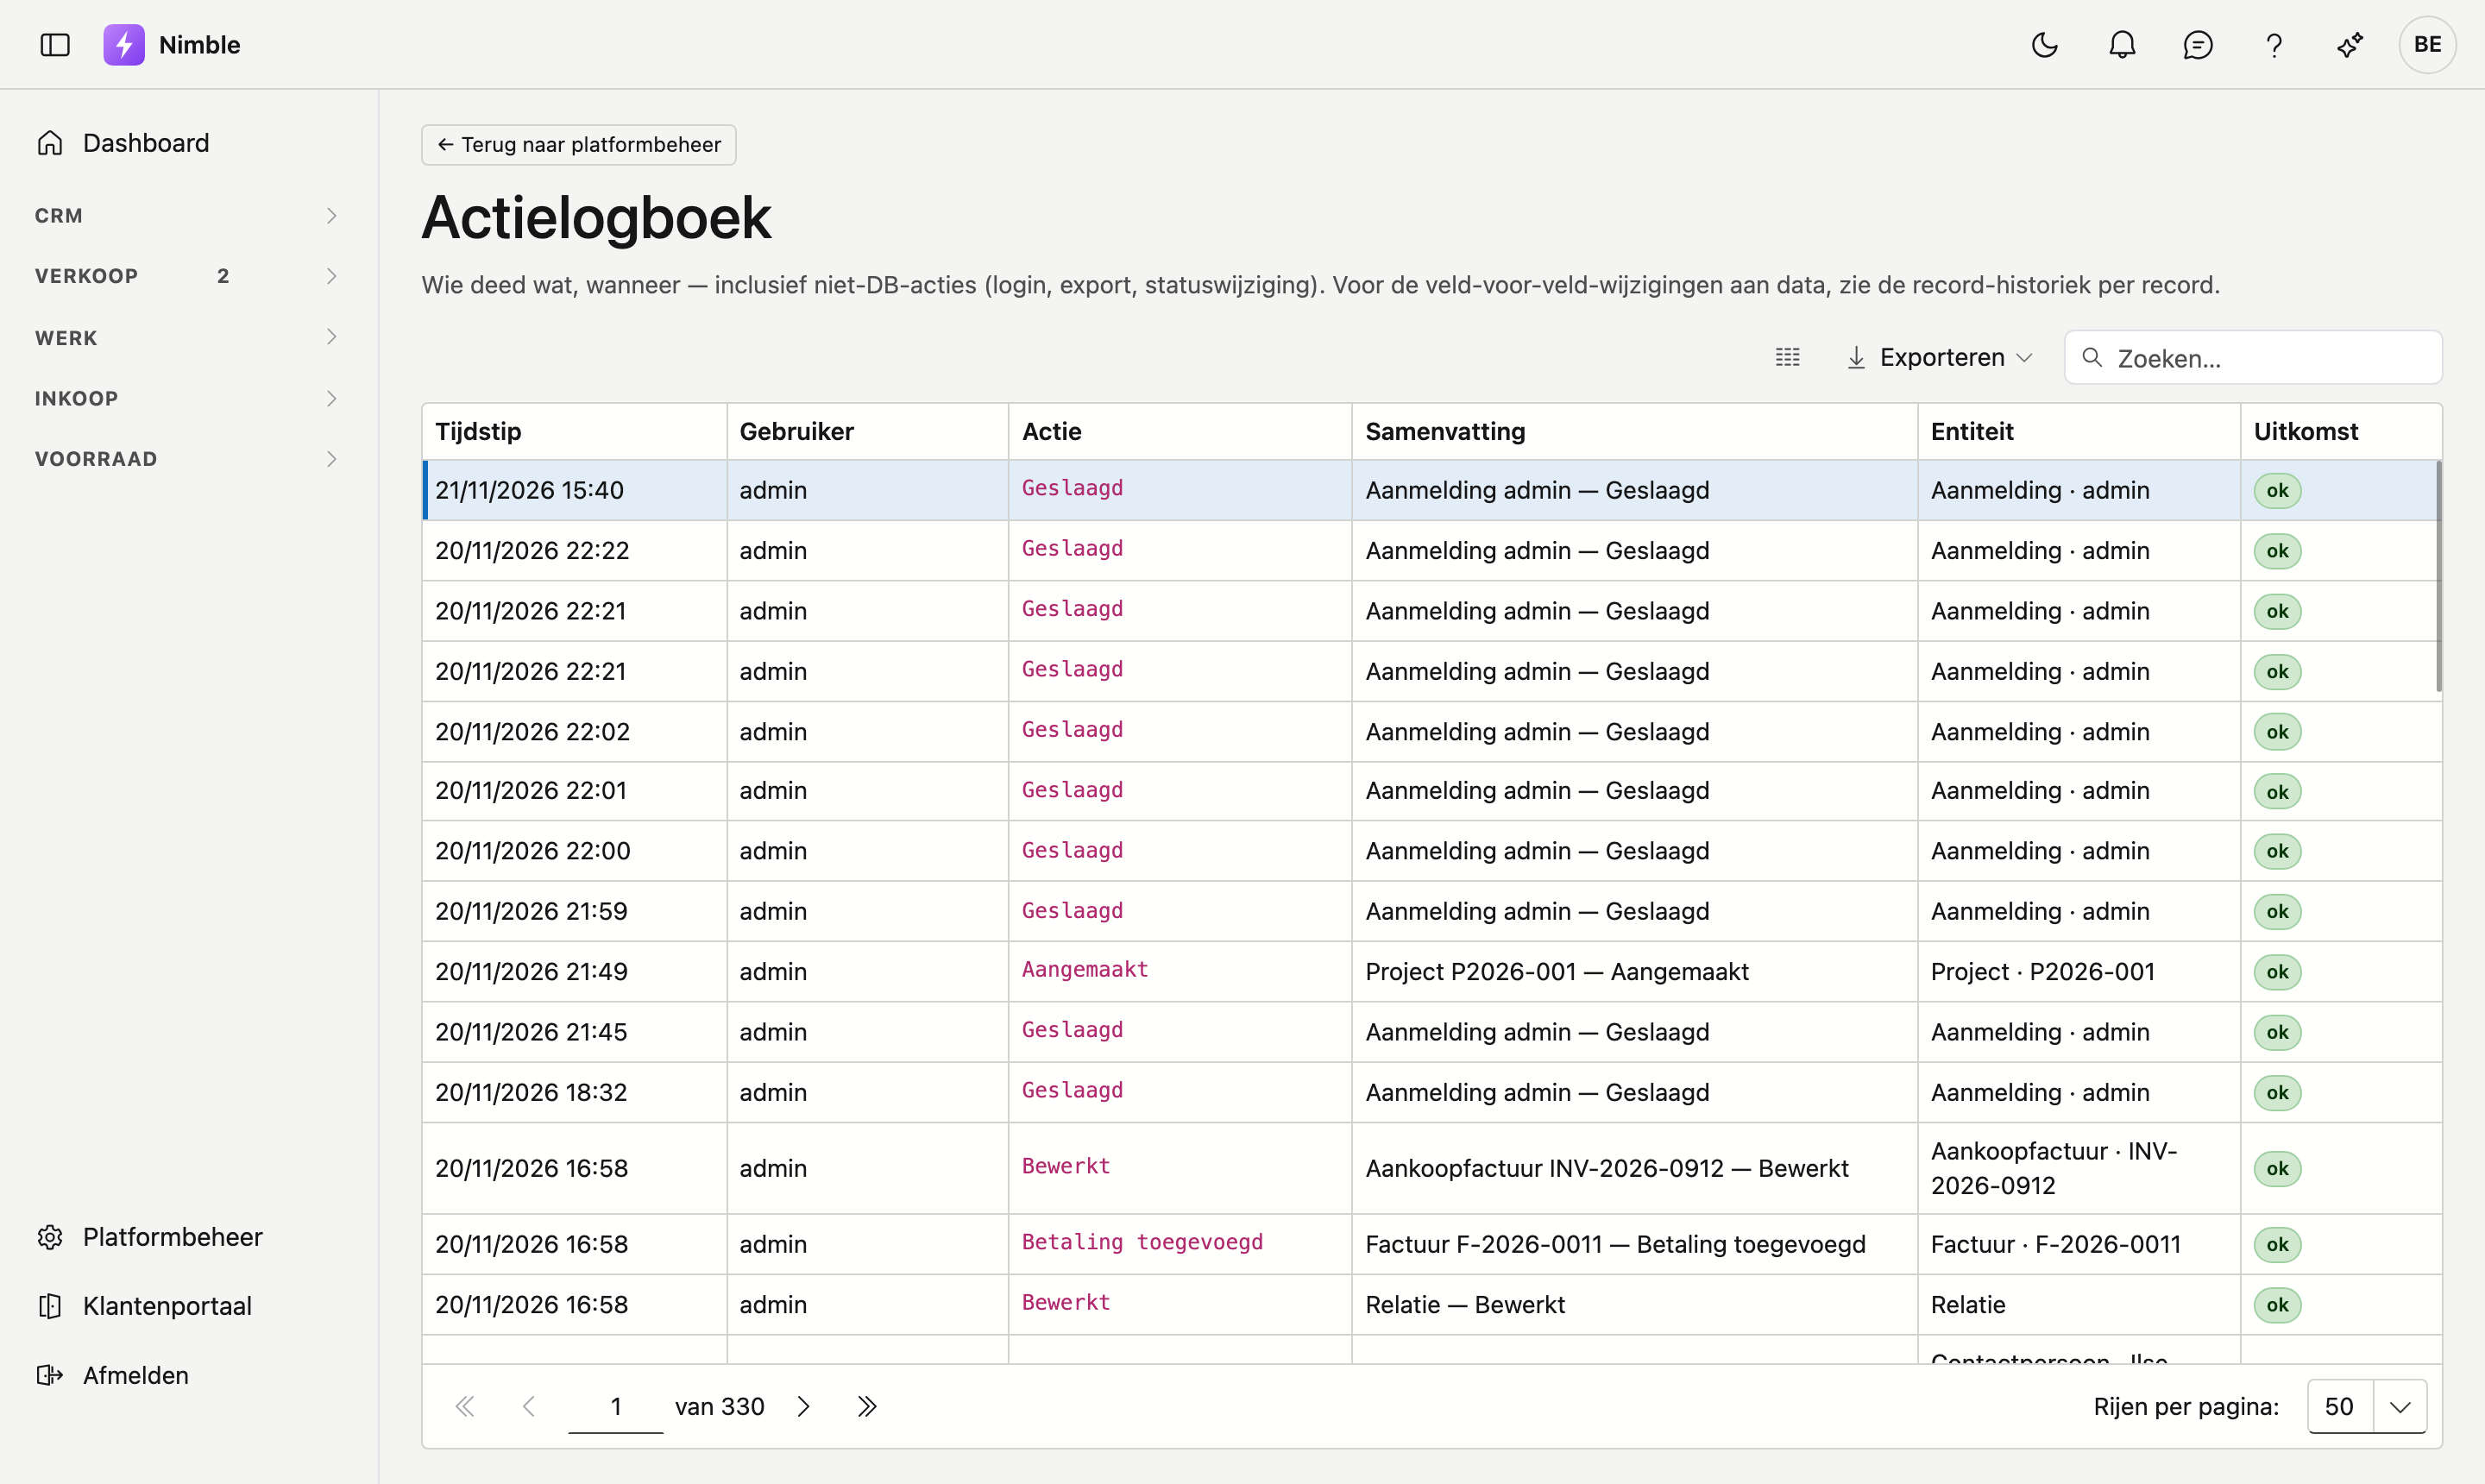 Nimble
BE
Dashboard
CRM
VERKOOP 2
WERK
INKOOP
VOORRAAD
Platformbeheer
Klantenportaal
Afmelden
← Terug naar platformbeheer
Actielogboek
Wie deed wat, wanneer — inclusief niet-DB-acties (login, export, statuswijziging). Voor de veld-voor-veld-wijzigingen aan data, zie de record-historiek per record.
Exporteren
Zoeken...
Tijdstip Gebruiker Actie Samenvatting Entiteit Uitkomst
21/11/2026 15:40 admin Geslaagd Aanmelding admin — Geslaagd Aanmelding · admin ok
20/11/2026 22:22 admin Geslaagd Aanmelding admin — Geslaagd Aanmelding · admin ok
20/11/2026 22:21 admin Geslaagd Aanmelding admin — Geslaagd Aanmelding · admin ok
20/11/2026 22:21 admin Geslaagd Aanmelding admin — Geslaagd Aanmelding · admin ok
20/11/2026 22:02 admin Geslaagd Aanmelding admin — Geslaagd Aanmelding · admin ok
20/11/2026 22:01 admin Geslaagd Aanmelding admin — Geslaagd Aanmelding · admin ok
20/11/2026 22:00 admin Geslaagd Aanmelding admin — Geslaagd Aanmelding · admin ok
20/11/2026 21:59 admin Geslaagd Aanmelding admin — Geslaagd Aanmelding · admin ok
20/11/2026 21:49 admin Aangemaakt Project P2026-001 — Aangemaakt Project · P2026-001 ok
20/11/2026 21:45 admin Geslaagd Aanmelding admin — Geslaagd Aanmelding · admin ok
20/11/2026 18:32 admin Geslaagd Aanmelding admin — Geslaagd Aanmelding · admin ok
20/11/2026 16:58 admin Bewerkt Aankoopfactuur INV-2026-0912 — Bewerkt Aankoopfactuur · INV-
2026-0912 ok
20/11/2026 16:58 admin Betaling toegevoegd Factuur F-2026-0011 — Betaling toegevoegd Factuur · F-2026-0011 ok
20/11/2026 16:58 admin Bewerkt Relatie — Bewerkt Relatie ok
1 van 330
Rijen per pagina: 50